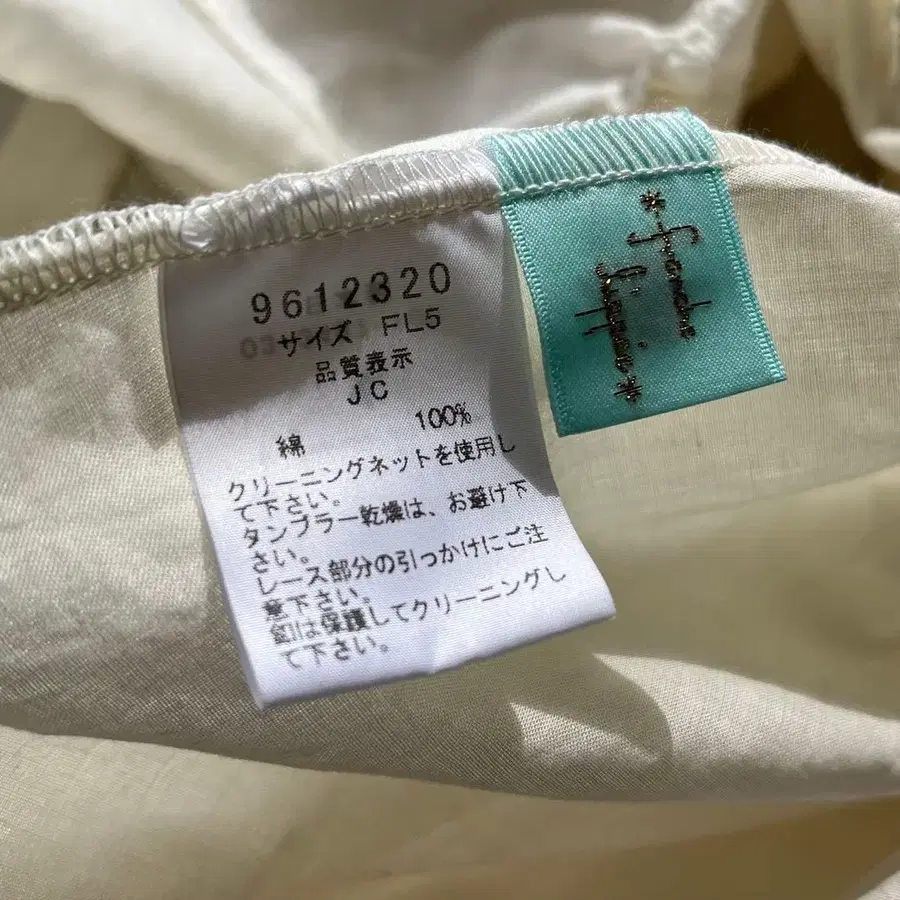 9612320
サイズ FL5
品質表示
JC
綿 100%
クリーニングネットを使用し
て下さい。
タンブラー乾燥は、お避け下
さい。
レース部分の引っかけにご注
意下さい。
釦は保護してクリーニングし
て下さい。
franche
lippée